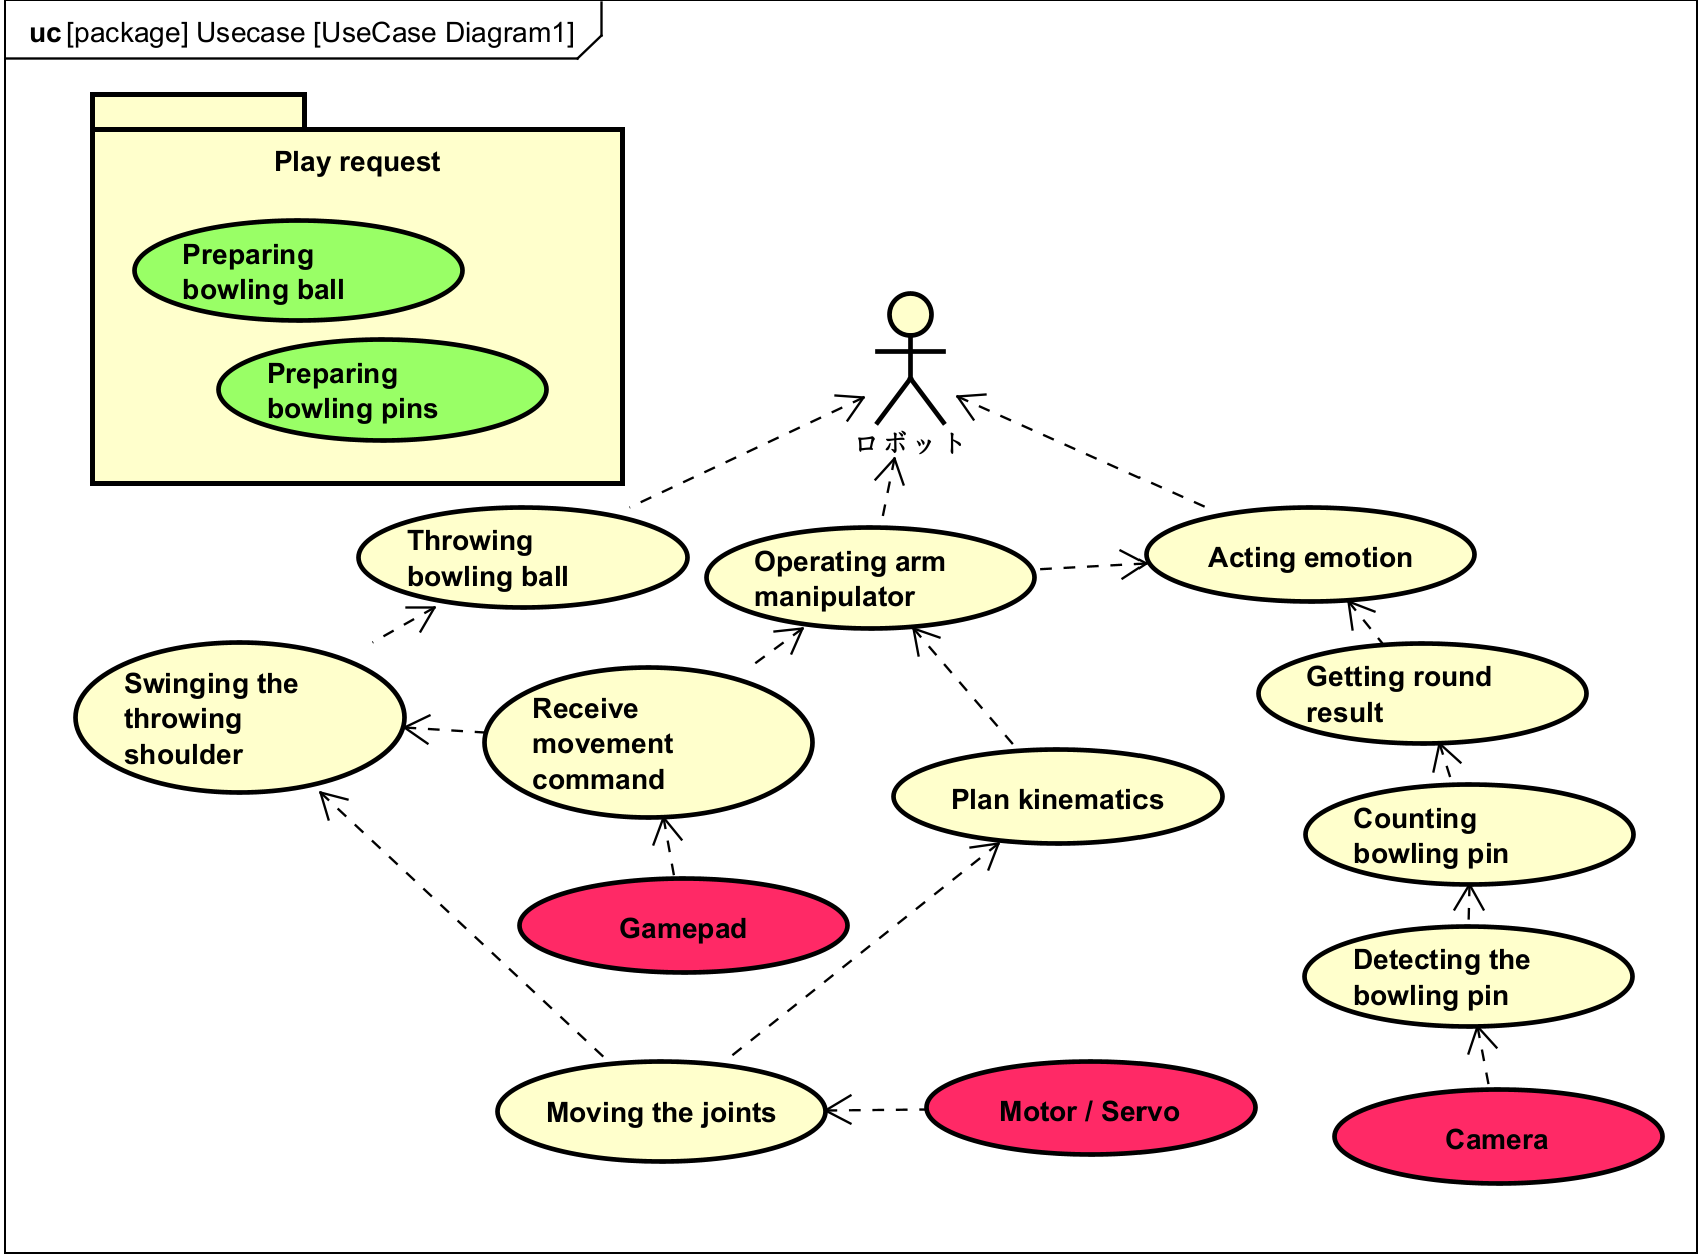 uc [package] Usecase [UseCase Diagram1]
Play request
Preparing
bowling ball
Preparing
bowling pins
ロボット
Throwing
bowling ball
Operating arm
manipulator
Acting emotion
Swinging the
throwing
shoulder
Receive
movement
command
Getting round
result
Plan kinematics
Counting
bowling pin
Gamepad
Detecting the
bowling pin
Moving the joints
Motor / Servo
Camera